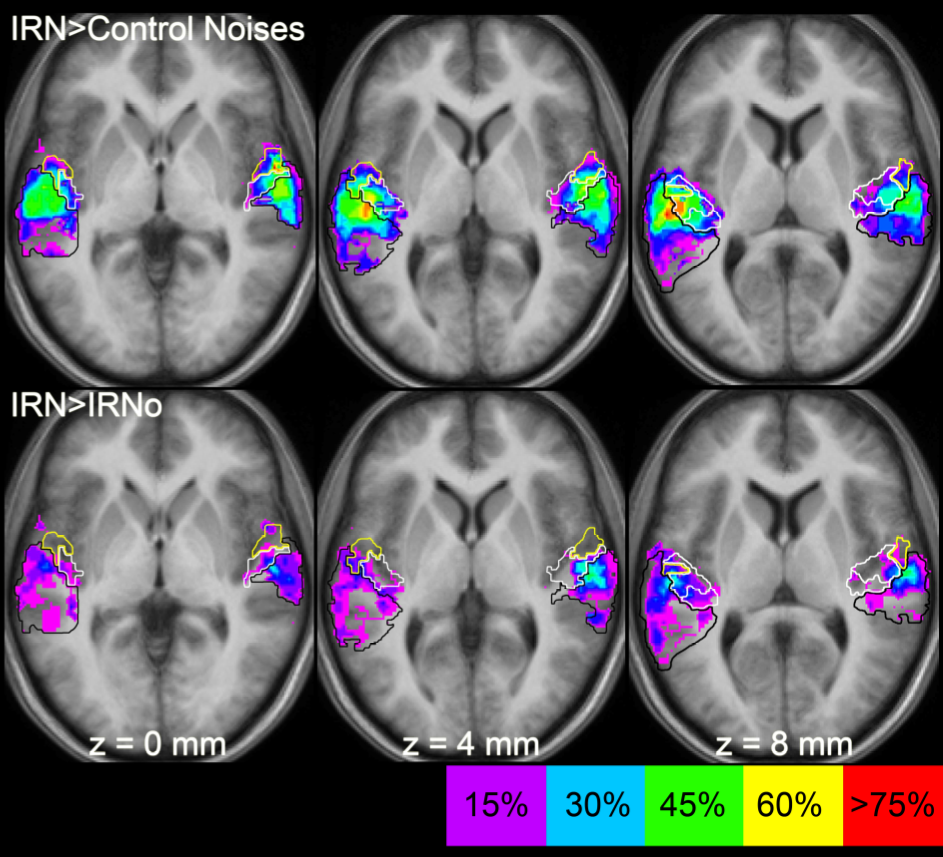 IRN>Control Noises
IRN>IRNo
z = 0 mm z = 4 mm z = 8 mm
15% 30% 45% 60% >75%